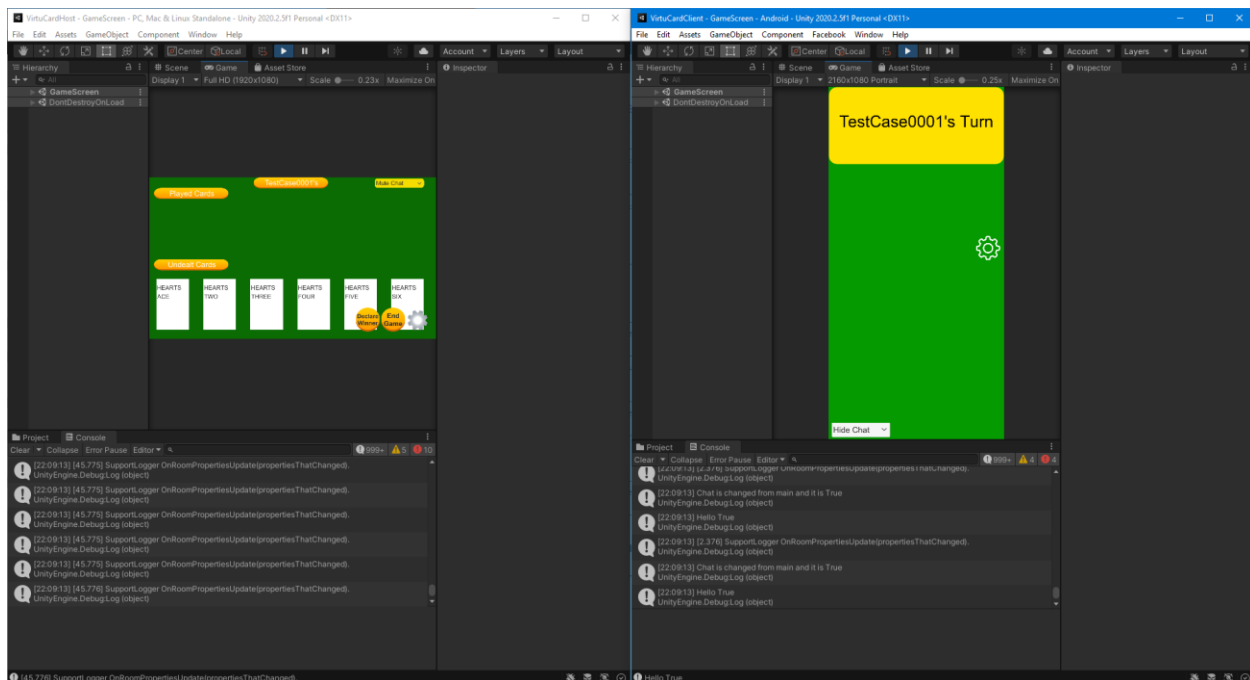 VirtuCardHost - GameScreen - PC, Mac & Linux Standalone - Unity 2020.2.5f1 Personal <DX11>
File Edit Assets GameObject Component Window Help
Center Local
Account Layers Layout
Hierarchy
All
GameScreen
DontDestroyOnLoad
Scene Game Asset Store
Display 1 Full HD (1920x1080) Scale 0.23x Maximize On
Inspector
TestCase0001's
Hide Chat
Played Cards
Undealt Cards
HEARTS
ACE
HEARTS
TWO
HEARTS
THREE
HEARTS
FOUR
HEARTS
FIVE
HEARTS
SIX
Declare
Winner
End
Game
Project Console
Clear Collapse Error Pause Editor 999+ 5 10
[22:09:13] [45.775] SupportLogger OnRoomPropertiesUpdate(propertiesThatChanged).
UnityEngine.Debug:Log (object)
[22:09:13] [45.775] SupportLogger OnRoomPropertiesUpdate(propertiesThatChanged).
UnityEngine.Debug:Log (object)
[22:09:13] [45.775] SupportLogger OnRoomPropertiesUpdate(propertiesThatChanged).
UnityEngine.Debug:Log (object)
[22:09:13] [45.775] SupportLogger OnRoomPropertiesUpdate(propertiesThatChanged).
UnityEngine.Debug:Log (object)
[22:09:13] [45.775] SupportLogger OnRoomPropertiesUpdate(propertiesThatChanged).
UnityEngine.Debug:Log (object)
[22:09:13] [45.776] SupportLogger OnRoomPropertiesUpdate(propertiesThatChanged).
UnityEngine.Debug:Log (object)
[45.776] SupportLogger OnRoomPropertiesUpdate(propertiesThatChanged).
VirtuCardClient - GameScreen - Android - Unity 2020.2.5f1 Personal <DX11>
File Edit Assets GameObject Component Facebook Window Help
Center Local
Account Layers Layout
Hierarchy
All
GameScreen
DontDestroyOnLoad
Scene Game Asset Store
Display 1 2160x1080 Portrait Scale 0.25x Maximize On
Inspector
TestCase0001's Turn
Hide Chat
Project Console
Clear Collapse Error Pause Editor 999+ 4 4
[22:09:13] [2.376] SupportLogger OnRoomPropertiesUpdate(propertiesThatChanged).
UnityEngine.Debug:Log (object)
[22:09:13] Chat is changed from main and it is True
UnityEngine.Debug:Log (object)
[22:09:13] Hello True
UnityEngine.Debug:Log (object)
[22:09:13] [2.376] SupportLogger OnRoomPropertiesUpdate(propertiesThatChanged).
UnityEngine.Debug:Log (object)
[22:09:13] Chat is changed from main and it is True
UnityEngine.Debug:Log (object)
[22:09:13] Hello True
UnityEngine.Debug:Log (object)
Hello True